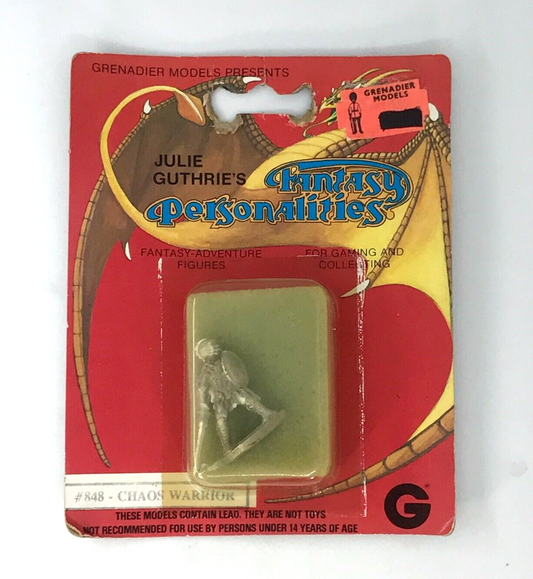 GRENADIER MODELS PRESENTS
GRENADIER
MODELS
JULIE
GUTHRIE'S
Fantasy
Personalities
FANTASY-ADVENTURE
FIGURES
FOR GAMING AND
COLLECTING
#848 - CHAOS WARRIOR
THESE MODELS CONTAIN LEAD. THEY ARE NOT TOYS
NOT RECOMMENDED FOR USE BY PERSONS UNDER 14 YEARS OF AGE
G